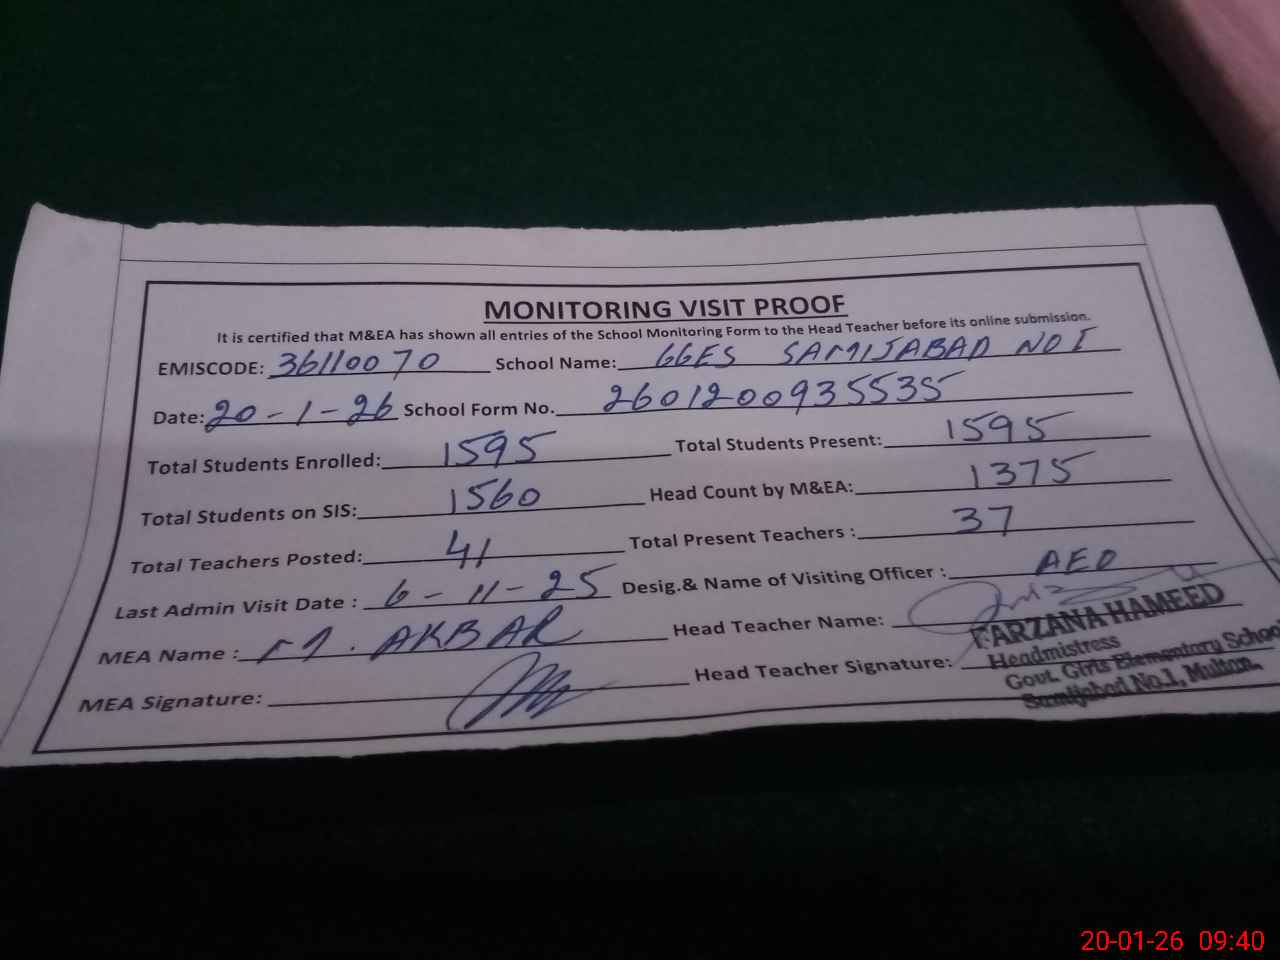 MONITORING VISIT PROOF
It is certified that M&EA has shown all entries of the School Monitoring Form to the Head Teacher before its online submission.
EMISCODE: 36110070 School Name: GGES SAMIJABAD NO I
Date: 20-1-26 School Form No. 2601200935535
Total Students Enrolled: 1595 Total Students Present: 1595
Total Students on SIS: 1560 Head Count by M&EA: 1375
Total Teachers Posted: 41 Total Present Teachers : 37
Last Admin Visit Date : 6-11-25 Desig.& Name of Visiting Officer : AEO
MEA Name : M. AKBAR Head Teacher Name:
MEA Signature: Head Teacher Signature:
FARZANA HAMEED
Headmistress
Govt. Girls Elementary School
Samijabad No.1, Multan.
20-01-26 09:40